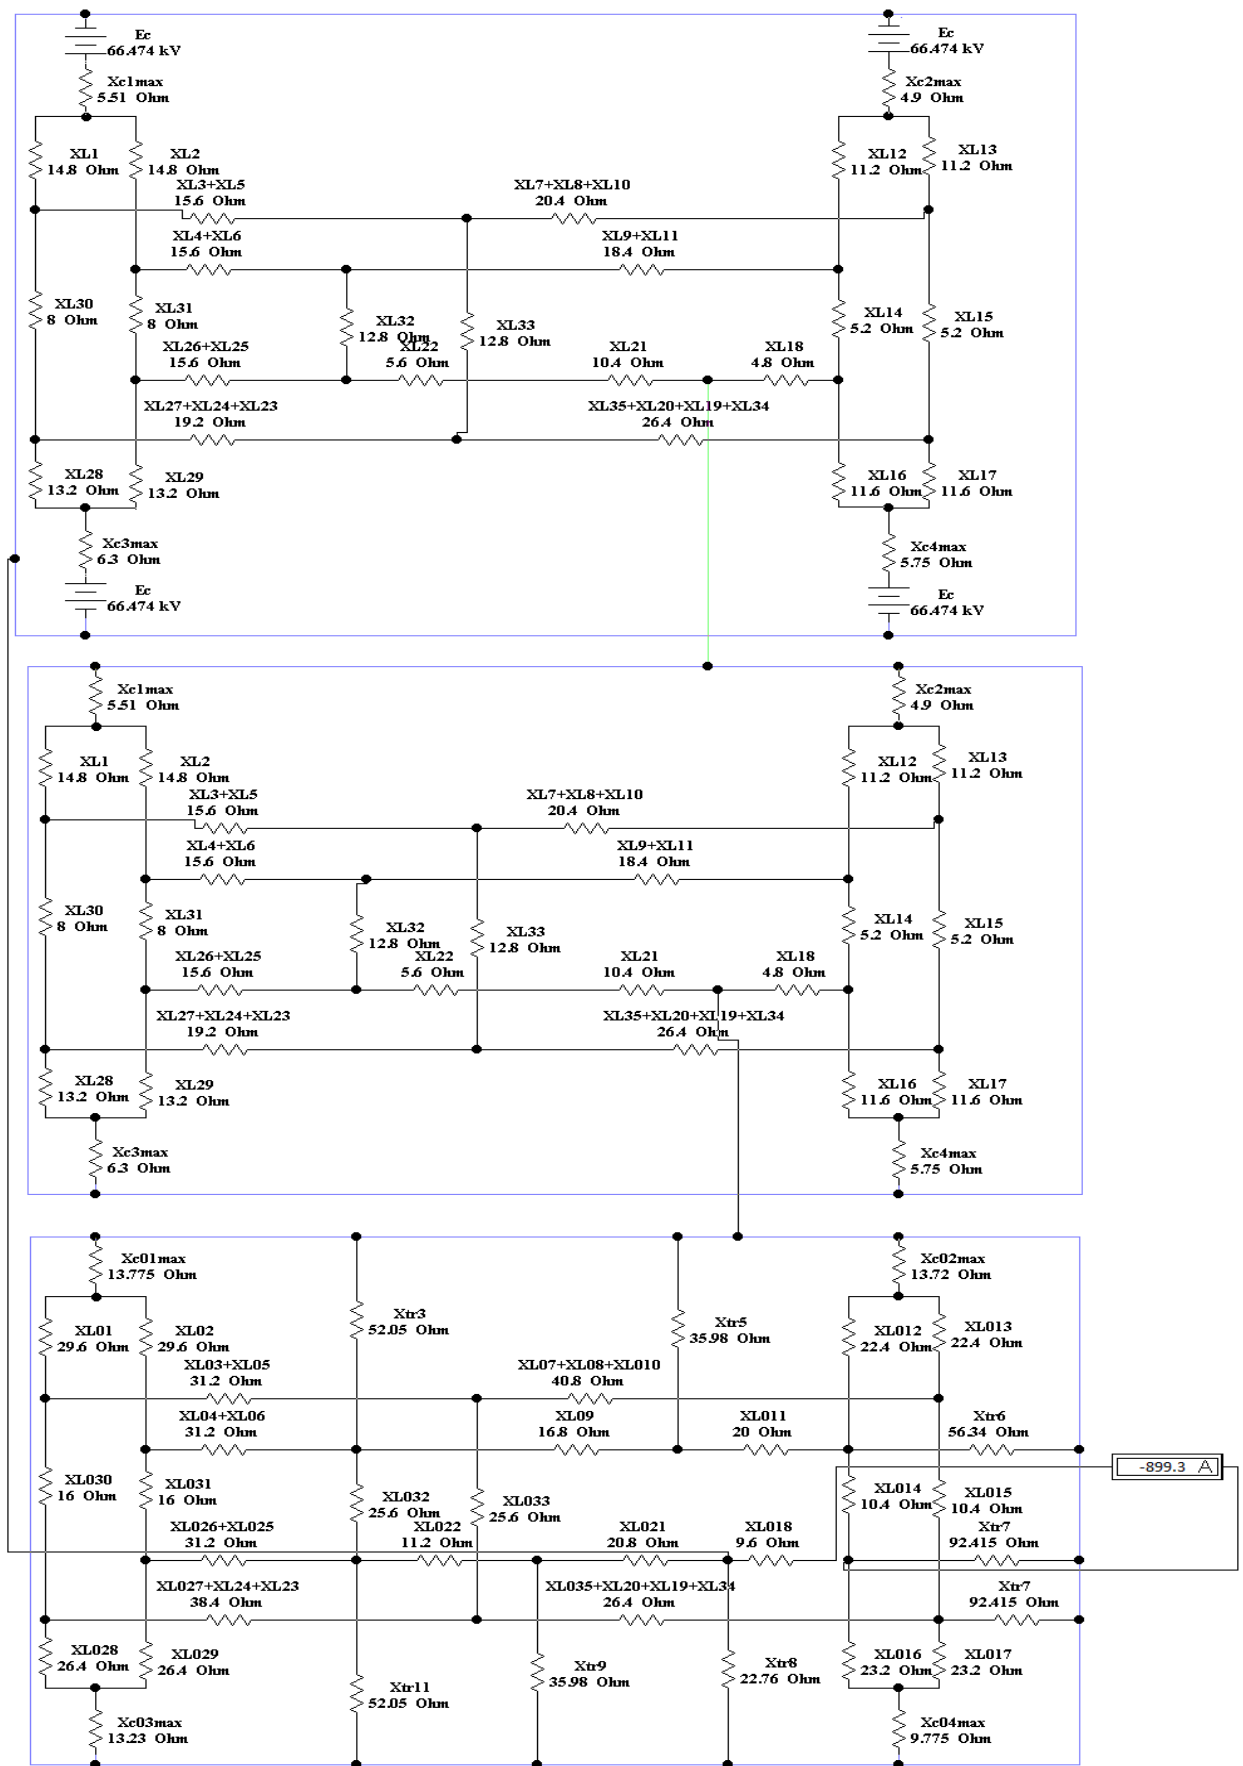 Ec
66.474 kV
Ec
66.474 kV
Xc1max
5.51 Ohm
Xc2max
4.9 Ohm
XL1
14.8 Ohm
XL2
14.8 Ohm
XL12
11.2 Ohm
XL13
11.2 Ohm
XL3+XL5
15.6 Ohm
XL7+XL8+XL10
20.4 Ohm
XL4+XL6
15.6 Ohm
XL9+XL11
18.4 Ohm
XL30
8 Ohm
XL31
8 Ohm
XL32
12.8 Ohm
XL33
12.8 Ohm
XL14
5.2 Ohm
XL15
5.2 Ohm
XL26+XL25
15.6 Ohm
XL22
5.6 Ohm
XL21
10.4 Ohm
XL18
4.8 Ohm
XL27+XL24+XL23
19.2 Ohm
XL35+XL20+XL19+XL34
26.4 Ohm
XL28
13.2 Ohm
XL29
13.2 Ohm
XL16
11.6 Ohm
XL17
11.6 Ohm
Xc3max
6.3 Ohm
Xc4max
5.75 Ohm
Ec
66.474 kV
Ec
66.474 kV
Xc1max
5.51 Ohm
Xc2max
4.9 Ohm
XL1
14.8 Ohm
XL2
14.8 Ohm
XL12
11.2 Ohm
XL13
11.2 Ohm
XL3+XL5
15.6 Ohm
XL7+XL8+XL10
20.4 Ohm
XL4+XL6
15.6 Ohm
XL9+XL11
18.4 Ohm
XL30
8 Ohm
XL31
8 Ohm
XL32
12.8 Ohm
XL33
12.8 Ohm
XL14
5.2 Ohm
XL15
5.2 Ohm
XL26+XL25
15.6 Ohm
XL22
5.6 Ohm
XL21
10.4 Ohm
XL18
4.8 Ohm
XL27+XL24+XL23
19.2 Ohm
XL35+XL20+XL19+XL34
26.4 Ohm
XL28
13.2 Ohm
XL29
13.2 Ohm
XL16
11.6 Ohm
XL17
11.6 Ohm
Xc3max
6.3 Ohm
Xc4max
5.75 Ohm
Xc01max
13.775 Ohm
Xc02max
13.72 Ohm
Xtr3
52.05 Ohm
Xtr5
35.98 Ohm
XL01
29.6 Ohm
XL02
29.6 Ohm
XL012
22.4 Ohm
XL013
22.4 Ohm
XL03+XL05
31.2 Ohm
XL07+XL08+XL010
40.8 Ohm
XL04+XL06
31.2 Ohm
XL09
16.8 Ohm
XL011
20 Ohm
Xtr6
56.34 Ohm
-899.3 A
XL030
16 Ohm
XL031
16 Ohm
XL032
25.6 Ohm
XL033
25.6 Ohm
XL014
10.4 Ohm
XL015
10.4 Ohm
XL026+XL025
31.2 Ohm
XL022
11.2 Ohm
XL021
20.8 Ohm
XL018
9.6 Ohm
Xtr7
92.415 Ohm
XL027+XL24+XL23
38.4 Ohm
XL035+XL20+XL19+XL34
26.4 Ohm
Xtr7
92.415 Ohm
XL028
26.4 Ohm
XL029
26.4 Ohm
Xtr11
52.05 Ohm
Xtr9
35.98 Ohm
Xtr8
22.76 Ohm
XL016
23.2 Ohm
XL017
23.2 Ohm
Xc03max
13.23 Ohm
Xc04max
9.775 Ohm